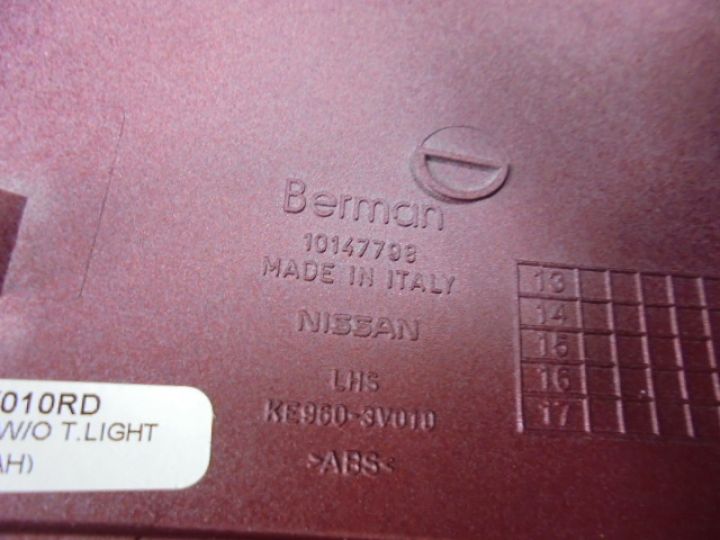 Berman
10147798
MADE IN ITALY
NISSAN
LHS
KE960-3V010
>ABS<
13
14
15
16
17
010RD
W/O T.LIGHT
AH)